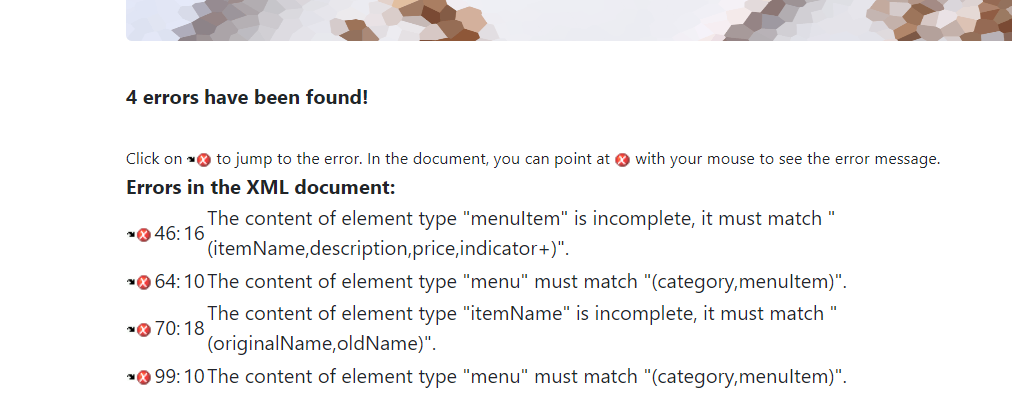 4 errors have been found!
Click on to jump to the error. In the document, you can point at with your mouse to see the error message.
Errors in the XML document:
46:16 The content of element type "menuItem" is incomplete, it must match "
(itemName,description,price,indicator+)".
64:10 The content of element type "menu" must match "(category,menuItem)".
70:18 The content of element type "itemName" is incomplete, it must match "
(originalName,oldName)".
99:10 The content of element type "menu" must match "(category,menuItem)".